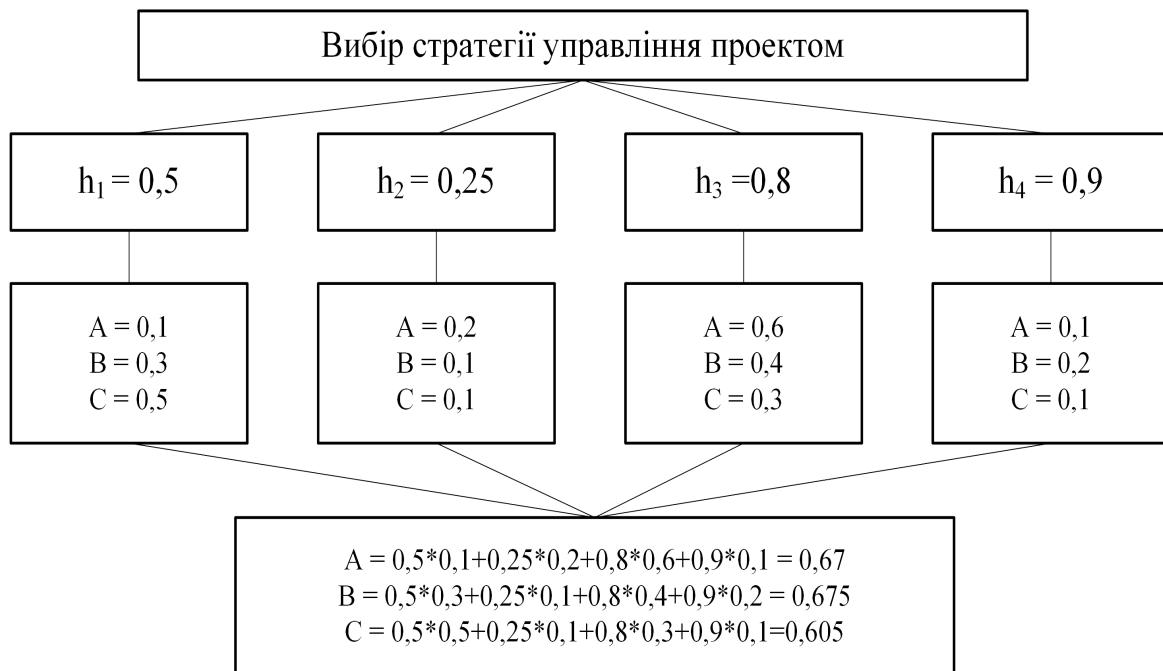 Вибір стратегії управління проектом
h₁ = 0,5
h₂ = 0,25
h₃ =0,8
h₄ = 0,9
A = 0,1
B = 0,3
C = 0,5
A = 0,2
B = 0,1
C = 0,1
A = 0,6
B = 0,4
C = 0,3
A = 0,1
B = 0,2
C = 0,1
A = 0,5*0,1+0,25*0,2+0,8*0,6+0,9*0,1 = 0,67
B = 0,5*0,3+0,25*0,1+0,8*0,4+0,9*0,2 = 0,675
C = 0,5*0,5+0,25*0,1+0,8*0,3+0,9*0,1=0,605